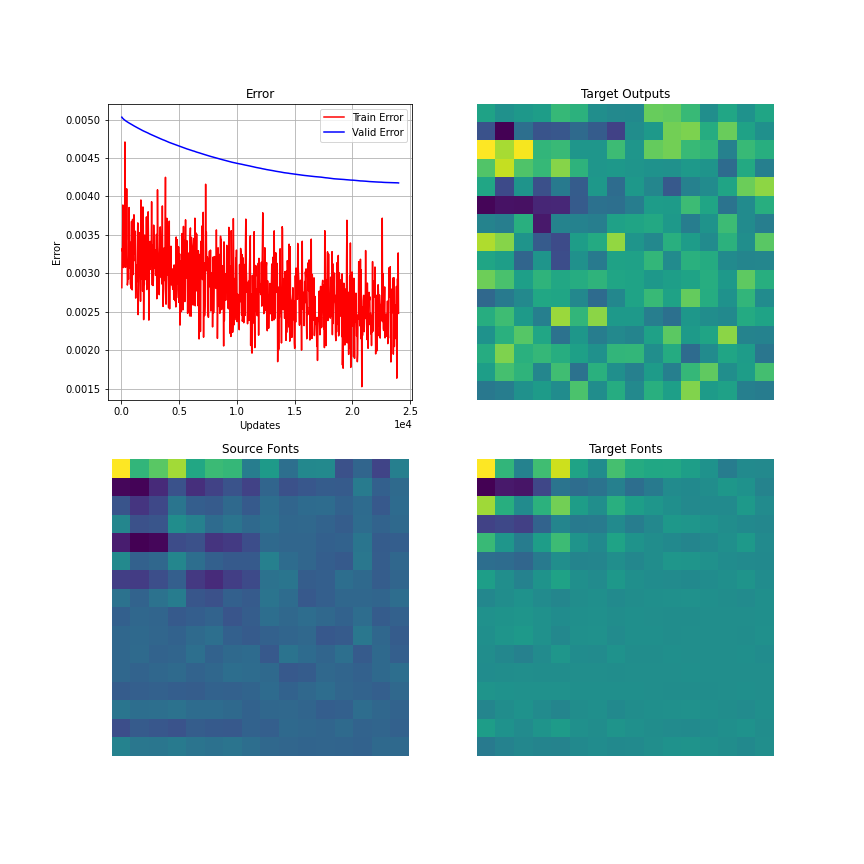 Error
Train Error
Valid Error
0.0050
0.0045
0.0040
0.0035
0.0030
0.0025
0.0020
0.0015
Error
0.0 0.5 1.0 1.5 2.0 2.5
1e4
Updates
Target Outputs
Source Fonts
Target Fonts